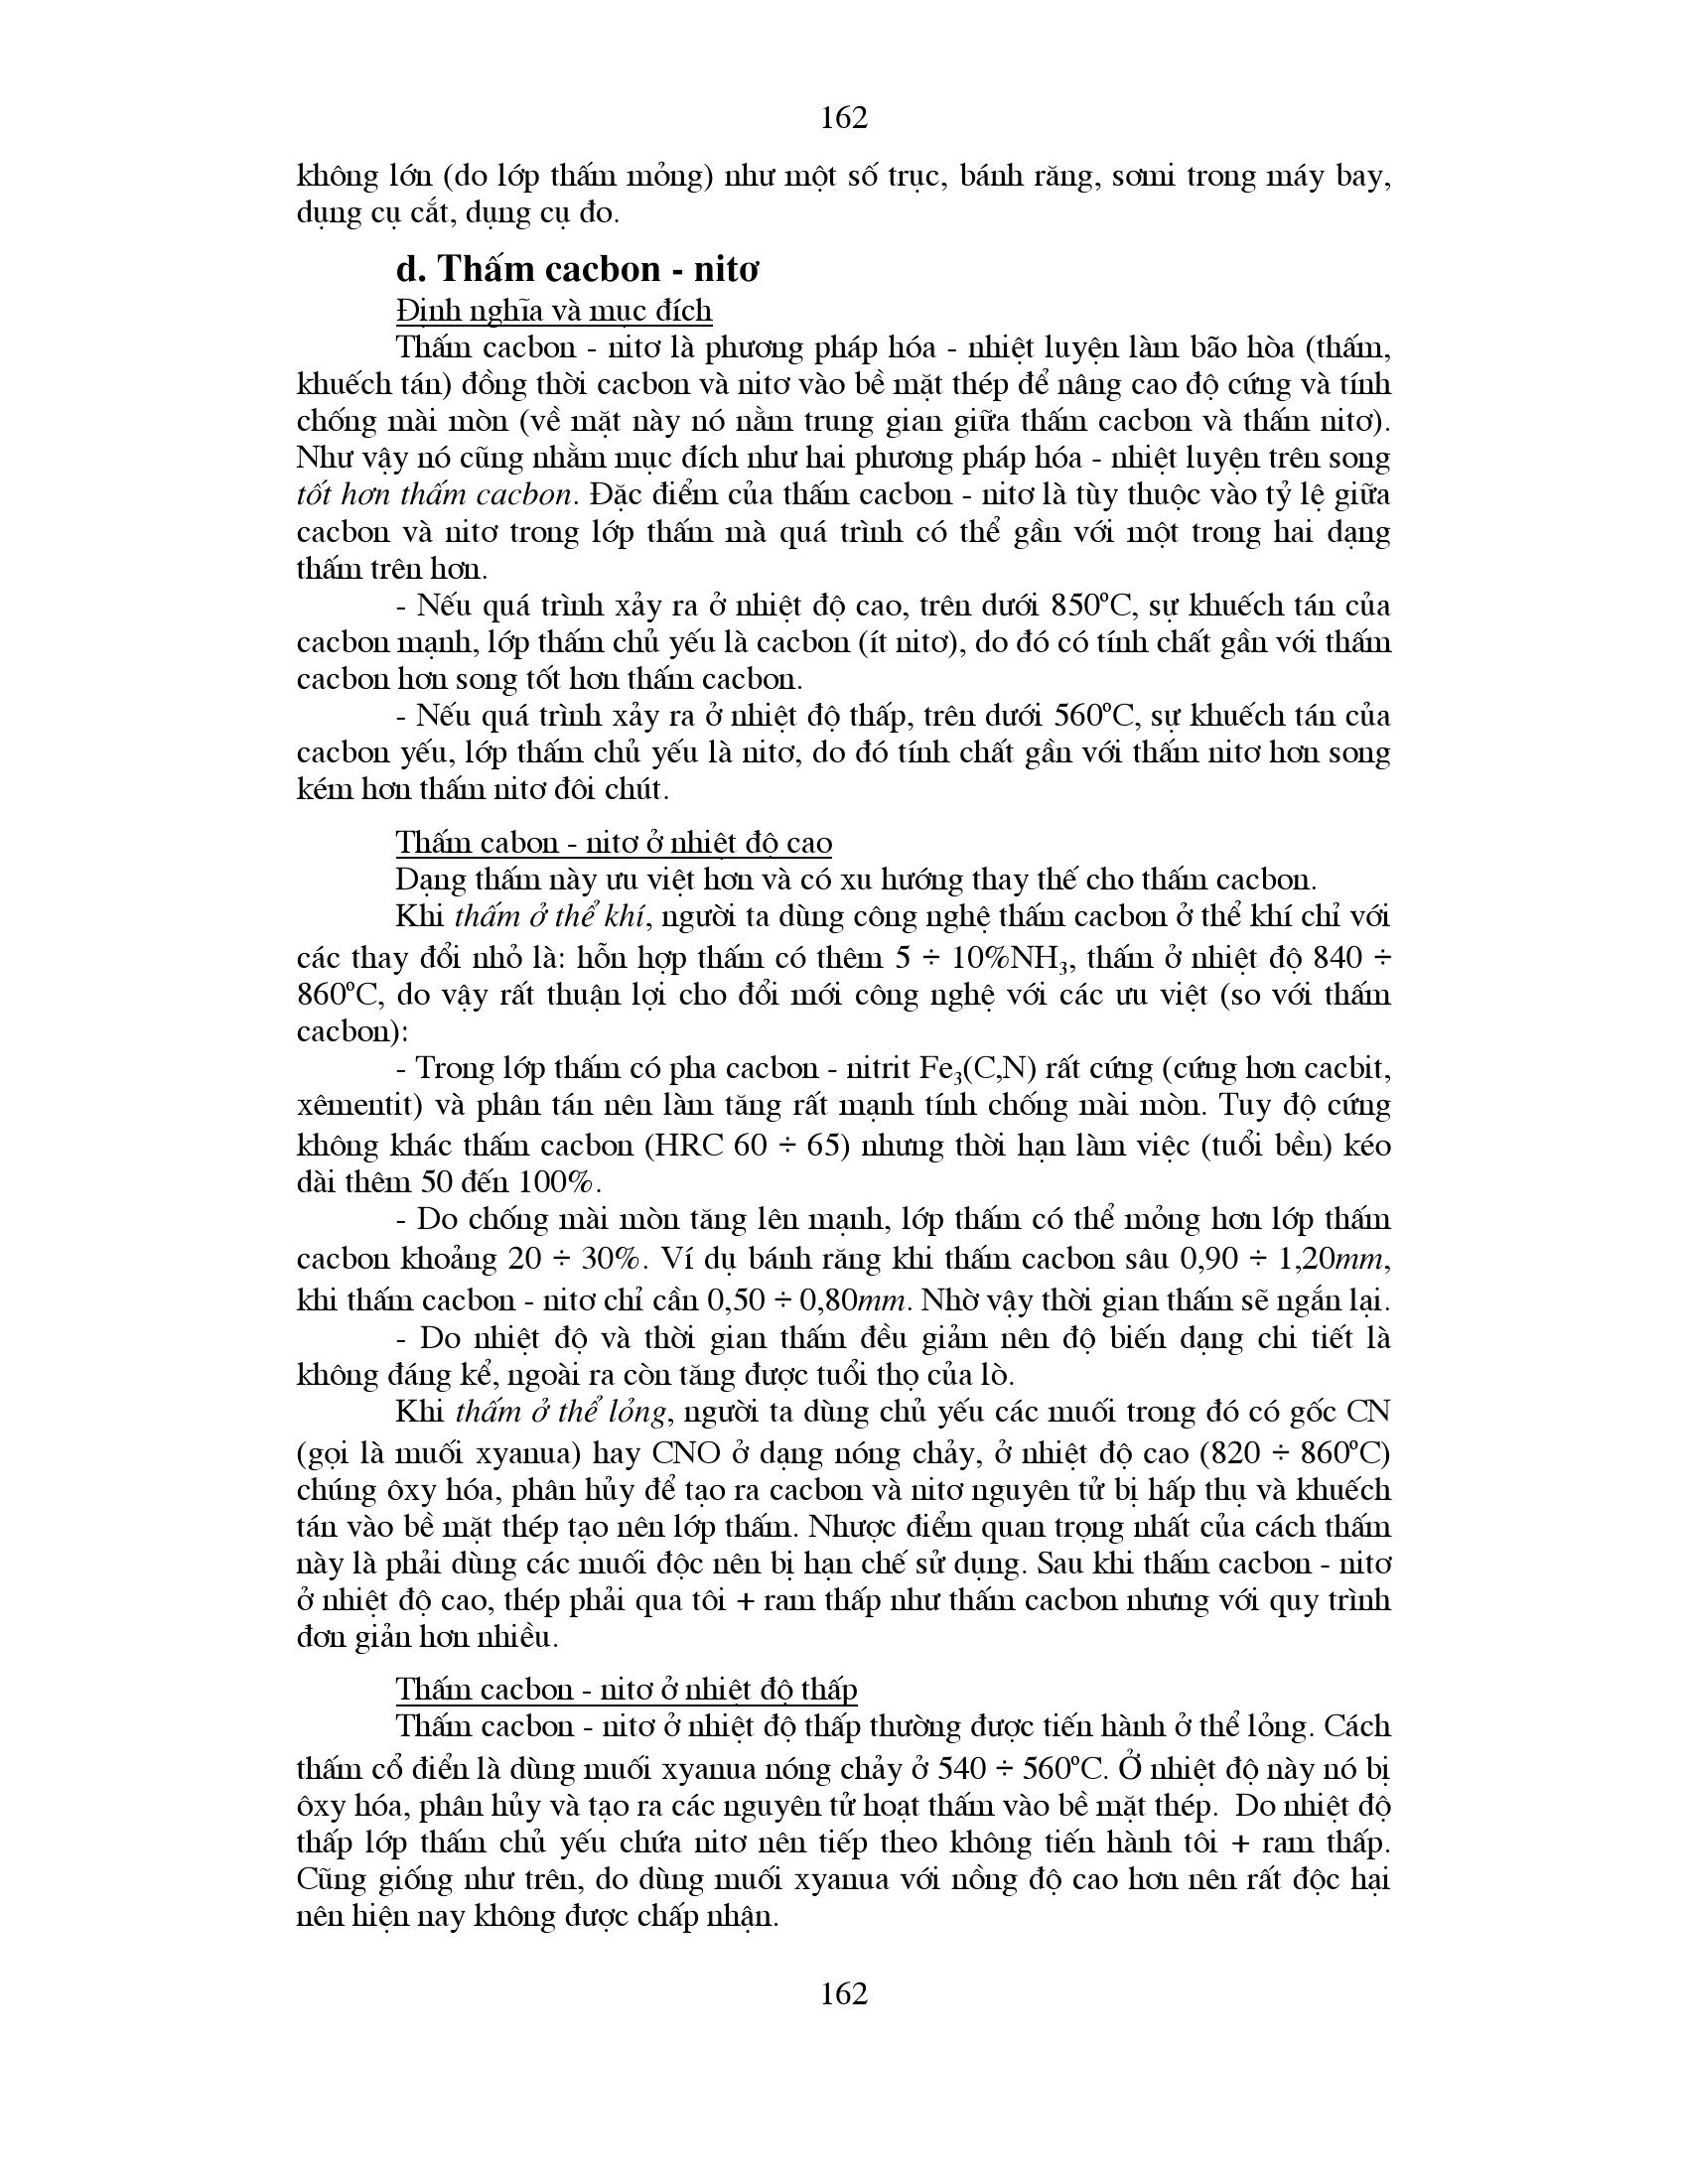 162
không lớn (do lớp thấm mỏng) như một số trục, bánh răng, sơmi trong máy bay,
dụng cụ cắt, dụng cụ đo.
d. Thấm cacbon - nitơ
Định nghĩa và mục đích
Thấm cacbon - nitơ là phương pháp hóa - nhiệt luyện làm bão hòa (thấm,
khuếch tán) đồng thời cacbon và nitơ vào bề mặt thép để nâng cao độ cứng và tính
chống mài mòn (về mặt này nó nằm trung gian giữa thấm cacbon và thấm nitơ).
Như vậy nó cũng nhằm mục đích như hai phương pháp hóa - nhiệt luyện trên song
tốt hơn thấm cacbon. Đặc điểm của thấm cacbon - nitơ là tùy thuộc vào tỷ lệ giữa
cacbon và nitơ trong lớp thấm mà quá trình có thể gần với một trong hai dạng
thấm trên hơn.
- Nếu quá trình xảy ra ở nhiệt độ cao, trên dưới 850ºC, sự khuếch tán của
cacbon mạnh, lớp thấm chủ yếu là cacbon (ít nitơ), do đó có tính chất gần với thấm
cacbon hơn song tốt hơn thấm cacbon.
- Nếu quá trình xảy ra ở nhiệt độ thấp, trên dưới 560ºC, sự khuếch tán của
cacbon yếu, lớp thấm chủ yếu là nitơ, do đó tính chất gần với thấm nitơ hơn song
kém hơn thấm nitơ đôi chút.
Thấm cabon - nitơ ở nhiệt độ cao
Dạng thấm này ưu việt hơn và có xu hướng thay thế cho thấm cacbon.
Khi thấm ở thể khí, người ta dùng công nghệ thấm cacbon ở thể khí chỉ với
các thay đổi nhỏ là: hỗn hợp thấm có thêm 5 ÷ 10%NH₃, thấm ở nhiệt độ 840 ÷
860ºC, do vậy rất thuận lợi cho đổi mới công nghệ với các ưu việt (so với thấm
cacbon):
- Trong lớp thấm có pha cacbon - nitrit Fe₃(C,N) rất cứng (cứng hơn cacbit,
xêmentit) và phân tán nên làm tăng rất mạnh tính chống mài mòn. Tuy độ cứng
không khác thấm cacbon (HRC 60 ÷ 65) nhưng thời hạn làm việc (tuổi bền) kéo
dài thêm 50 đến 100%.
- Do chống mài mòn tăng lên mạnh, lớp thấm có thể mỏng hơn lớp thấm
cacbon khoảng 20 ÷ 30%. Ví dụ bánh răng khi thấm cacbon sâu 0,90 ÷ 1,20mm,
khi thấm cacbon - nitơ chỉ cần 0,50 ÷ 0,80mm. Nhờ vậy thời gian thấm sẽ ngắn lại.
- Do nhiệt độ và thời gian thấm đều giảm nên độ biến dạng chi tiết là
không đáng kể, ngoài ra còn tăng được tuổi thọ của lò.
Khi thấm ở thể lỏng, người ta dùng chủ yếu các muối trong đó có gốc CN
(gọi là muối xyanua) hay CNO ở dạng nóng chảy, ở nhiệt độ cao (820 ÷ 860ºC)
chúng ôxy hóa, phân hủy để tạo ra cacbon và nitơ nguyên tử bị hấp thụ và khuếch
tán vào bề mặt thép tạo nên lớp thấm. Nhược điểm quan trọng nhất của cách thấm
này là phải dùng các muối độc nên bị hạn chế sử dụng. Sau khi thấm cacbon - nitơ
ở nhiệt độ cao, thép phải qua tôi + ram thấp như thấm cacbon nhưng với quy trình
đơn giản hơn nhiều.
Thấm cacbon - nitơ ở nhiệt độ thấp
Thấm cacbon - nitơ ở nhiệt độ thấp thường được tiến hành ở thể lỏng. Cách
thấm cổ điển là dùng muối xyanua nóng chảy ở 540 ÷ 560ºC. Ở nhiệt độ này nó bị
ôxy hóa, phân hủy và tạo ra các nguyên tử hoạt thấm vào bề mặt thép. Do nhiệt độ
thấp lớp thấm chủ yếu chứa nitơ nên tiếp theo không tiến hành tôi + ram thấp.
Cũng giống như trên, do dùng muối xyanua với nồng độ cao hơn nên rất độc hại
nên hiện nay không được chấp nhận.
162